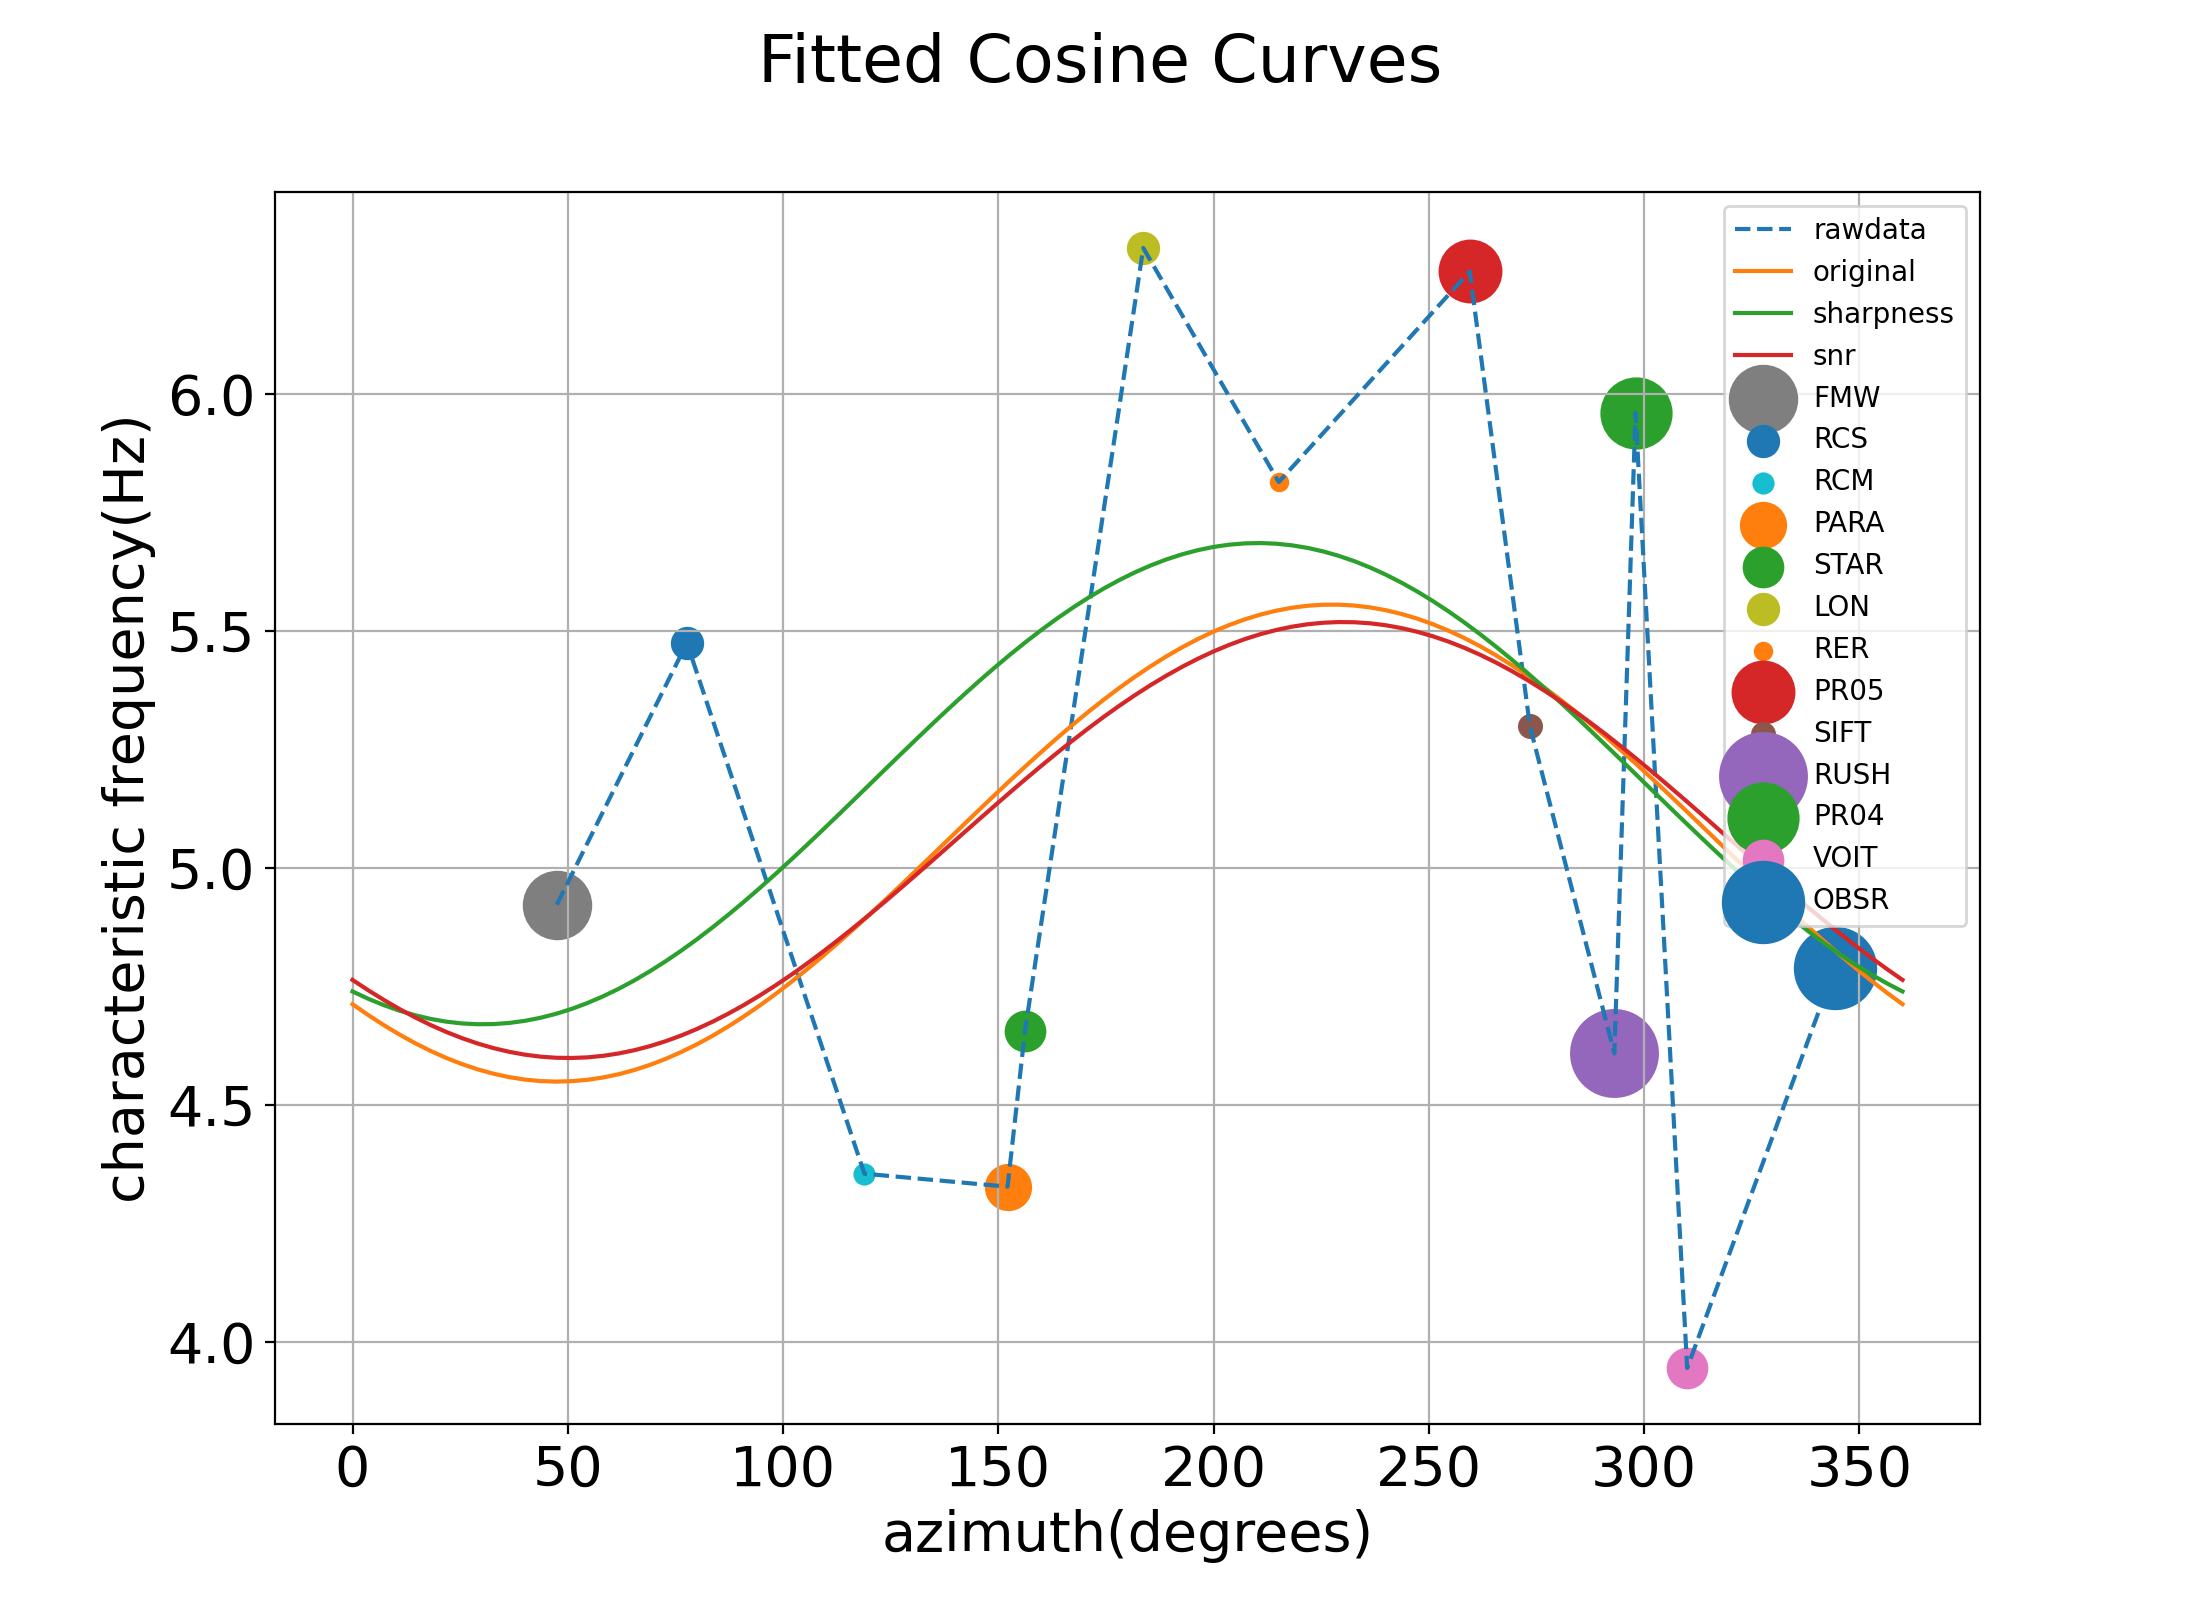 Fitted Cosine Curves
characteristic frequency(Hz)
6.0
5.5
5.0
4.5
4.0
0 50 100 150 200 250 300 350
azimuth(degrees)
rawdata
original
sharpness
snr
FMW
RCS
RCM
PARA
STAR
LON
RER
PR05
SIFT
RUSH
PR04
VOIT
OBSR